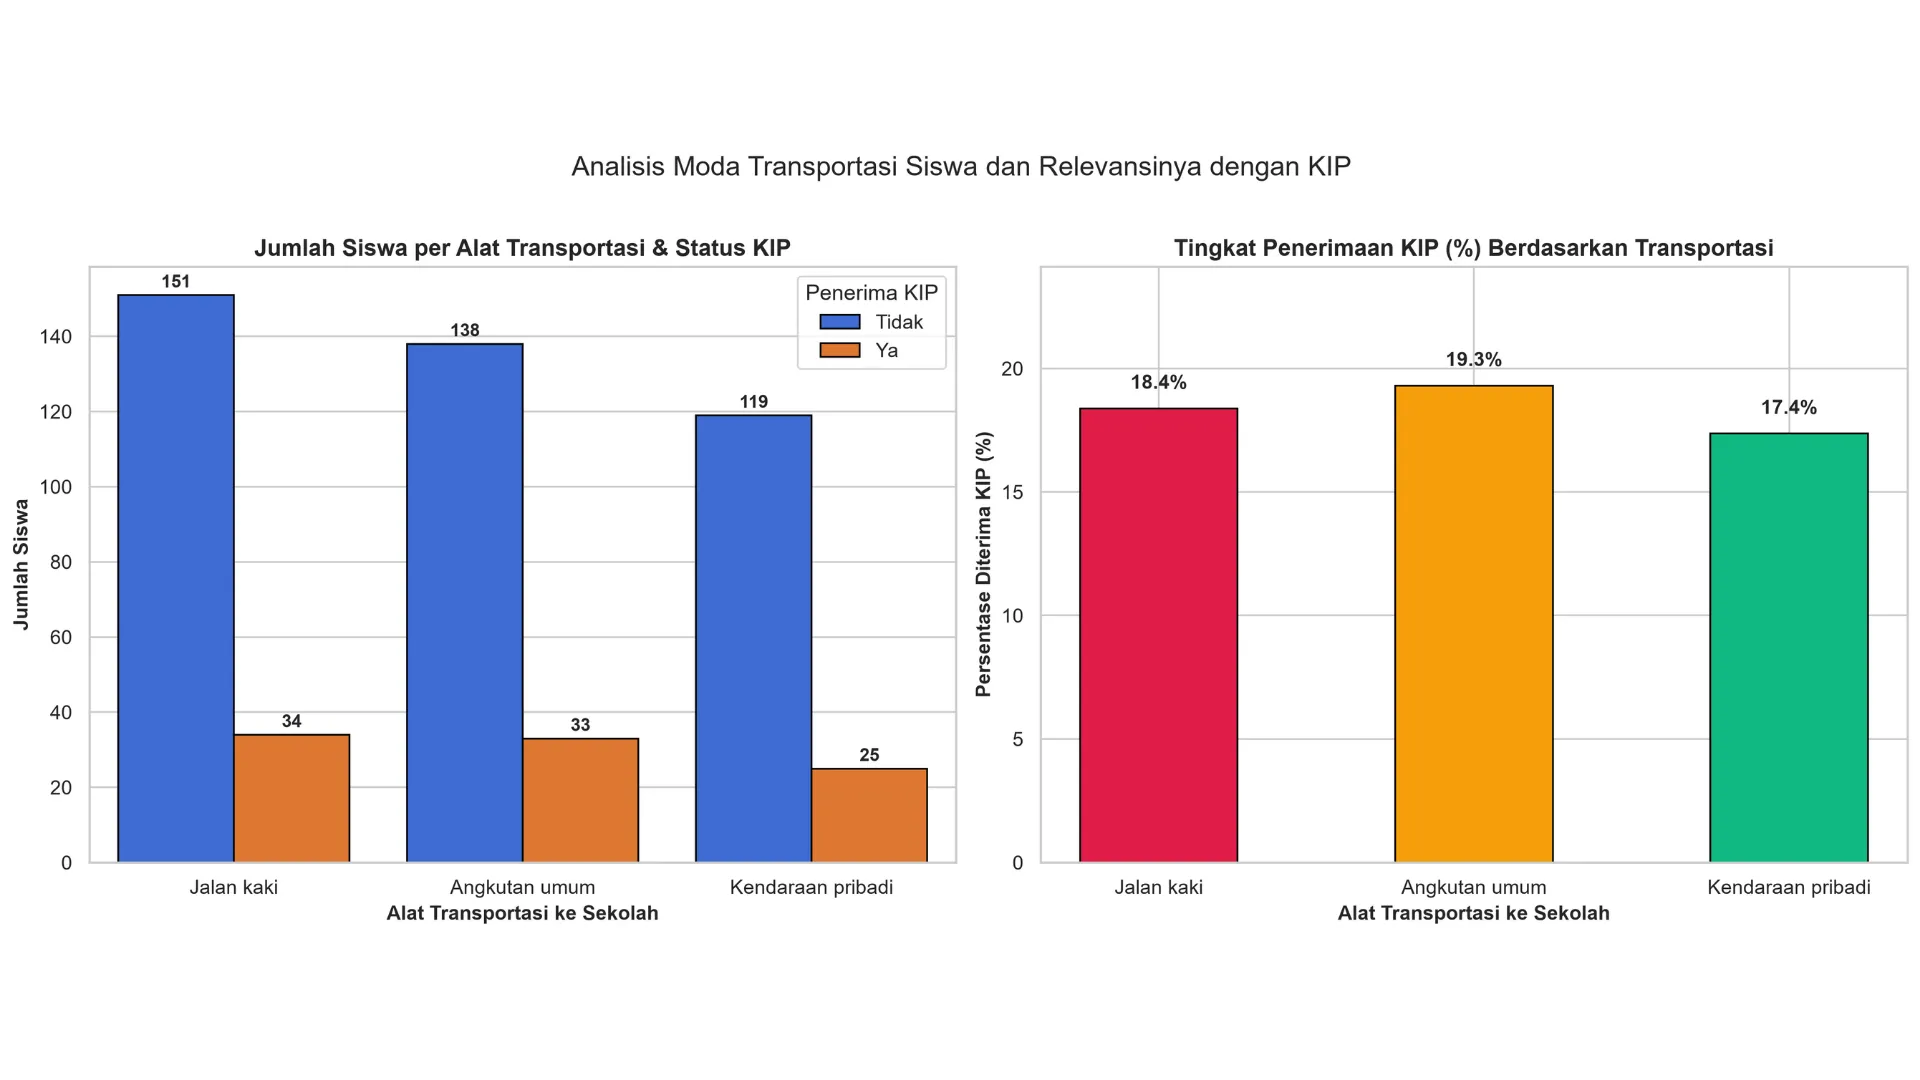 Analisis Moda Transportasi Siswa dan Relevansinya dengan KIP
Jumlah Siswa per Alat Transportasi & Status KIP
Jumlah Siswa
140
120
100
80
60
40
20
0
151
34
138
33
119
25
Penerima KIP
Tidak
Ya
Jalan kaki
Angkutan umum
Kendaraan pribadi
Alat Transportasi ke Sekolah
Tingkat Penerimaan KIP (%) Berdasarkan Transportasi
Persentase Diterima KIP (%)
20
15
10
5
0
18.4%
19.3%
17.4%
Jalan kaki
Angkutan umum
Kendaraan pribadi
Alat Transportasi ke Sekolah